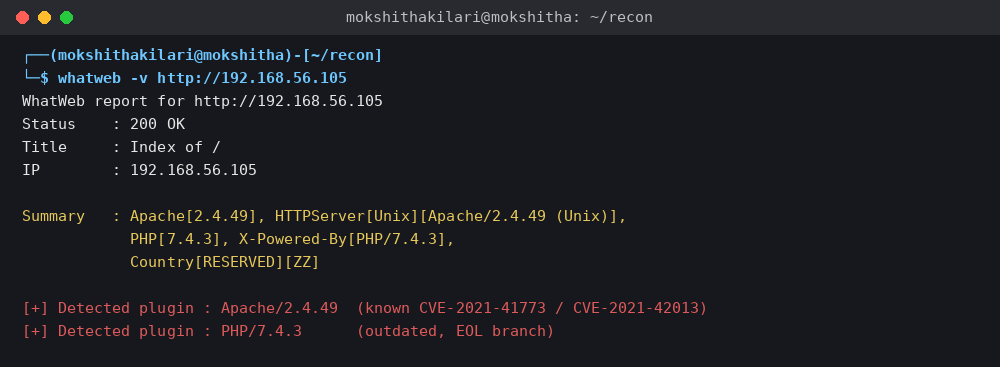 mokshithakilari@mokshitha: ~/recon
┌──(mokshithakilari@mokshitha)-[~/recon]
└─$ whatweb -v http://192.168.56.105
WhatWeb report for http://192.168.56.105
Status    : 200 OK
Title     : Index of /
IP        : 192.168.56.105
Summary   : Apache[2.4.49], HTTPServer[Unix][Apache/2.4.49 (Unix)],
            PHP[7.4.3], X-Powered-By[PHP/7.4.3],
            Country[RESERVED][ZZ]
[+] Detected plugin : Apache/2.4.49  (known CVE-2021-41773 / CVE-2021-42013)
[+] Detected plugin : PHP/7.4.3      (outdated, EOL branch)